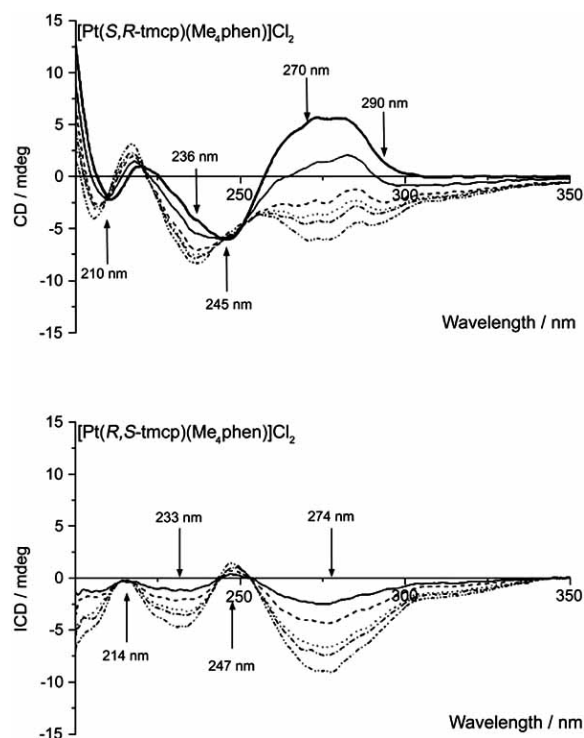 [Pt(S,R-tmcp)(Me₄phen)]Cl₂
15
10
5
0
-5
-10
-15
CD / mdeg
270 nm
290 nm
236 nm
210 nm
245 nm
250
300
350
Wavelength / nm
[Pt(R,S-tmcp)(Me₄phen)]Cl₂
15
10
5
0
-5
-10
-15
ICD / mdeg
233 nm
274 nm
214 nm
247 nm
250
300
350
Wavelength / nm